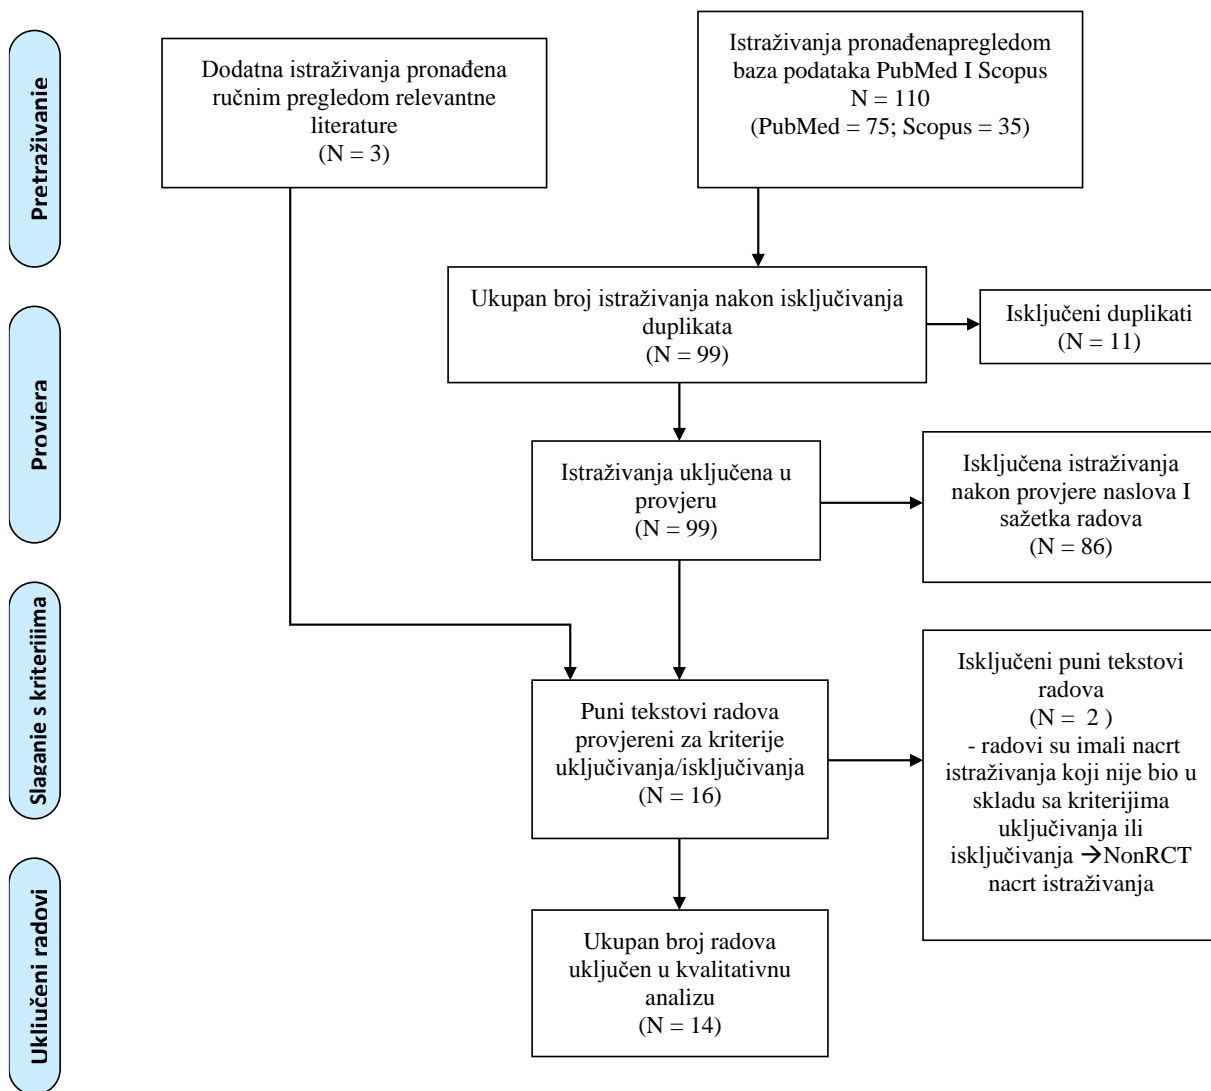 Pretraživanje
Dodatna istraživanja pronađena
ručnim pregledom relevantne
literature
(N = 3)
Istraživanja pronađenapregledom
baza podataka PubMed I Scopus
N = 110
(PubMed = 75; Scopus = 35)
Proviera
Ukupan broj istraživanja nakon isključivanja
duplikata
(N = 99)
Isključeni duplikati
(N = 11)
Istraživanja uključena u
provjeru
(N = 99)
Isključena istraživanja
nakon provjere naslova I
sažetka radova
(N = 86)
Slaganie s kriteriiima
Puni tekstovi radova
provjereni za kriterije
uključivanja/isključivanja
(N = 16)
Isključeni puni tekstovi
radova
(N =  2 )
- radovi su imali nacrt
istraživanja koji nije bio u
skladu sa kriterijima
uključivanja ili
isključivanja →NonRCT
nacrt istraživanja
Ukliučeni radovi
Ukupan broj radova
uključen u kvalitativnu
analizu
(N = 14)